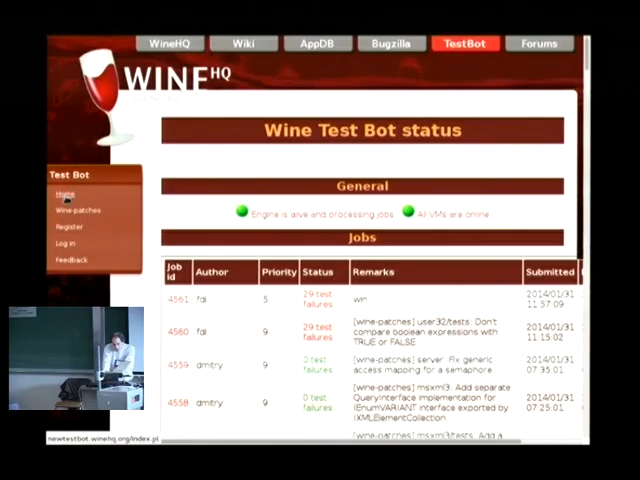 WineHQ Wiki AppDB Bugzilla TestBot Forums
WINEHQ
Wine Test Bot status
Test Bot
Home
Wine-patches
Register
Log in
Feedback
General
Engine is alive and processing jobs All VMs are online
Jobs
Job id Author Priority Status Remarks Submitted
4561 fdi 5 29 test failures win 2014/01/31 11:57:09
4560 fdi 9 29 test failures [wine-patches] user32/tests: Don't compare boolean expressions with TRUE or FALSE 2014/01/31 11:15:02
4559 dmitry 9 0 test failures [wine-patches] server: Fix generic access mapping for a semaphore 2014/01/31 07:35:01
4558 dmitry 9 0 test failures [wine-patches] msxml3: Add separate QueryInterface implementation for IEnumVARIANT interface exported by IXMLElementCollection. 2014/01/31 07:25:01
[wine-patches] msxml3/tests: Add a
newtestbot.winehq.org/index.pl